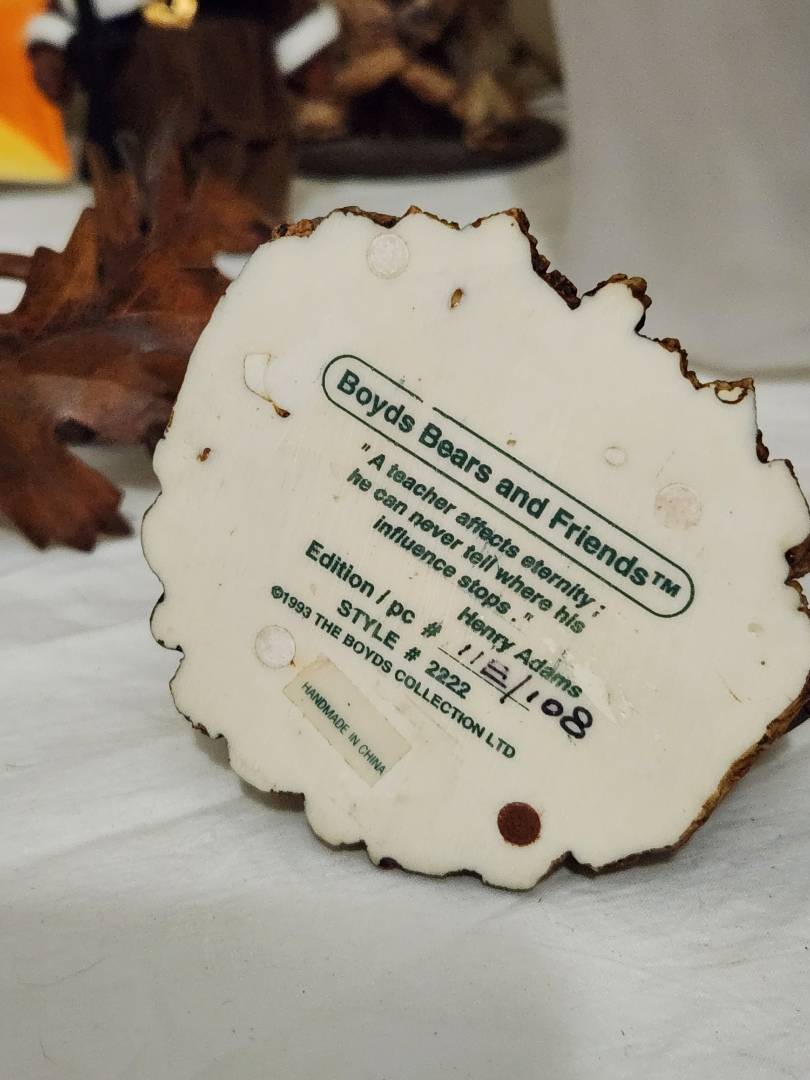 Boyds Bears and Friends™
"A teacher affects eternity ;
he can never tell where his
influence stops ."
Henry Adams
Edition / pc # 11E/108
STYLE # 2222
©1993 THE BOYDS COLLECTION LTD
HANDMADE IN CHINA